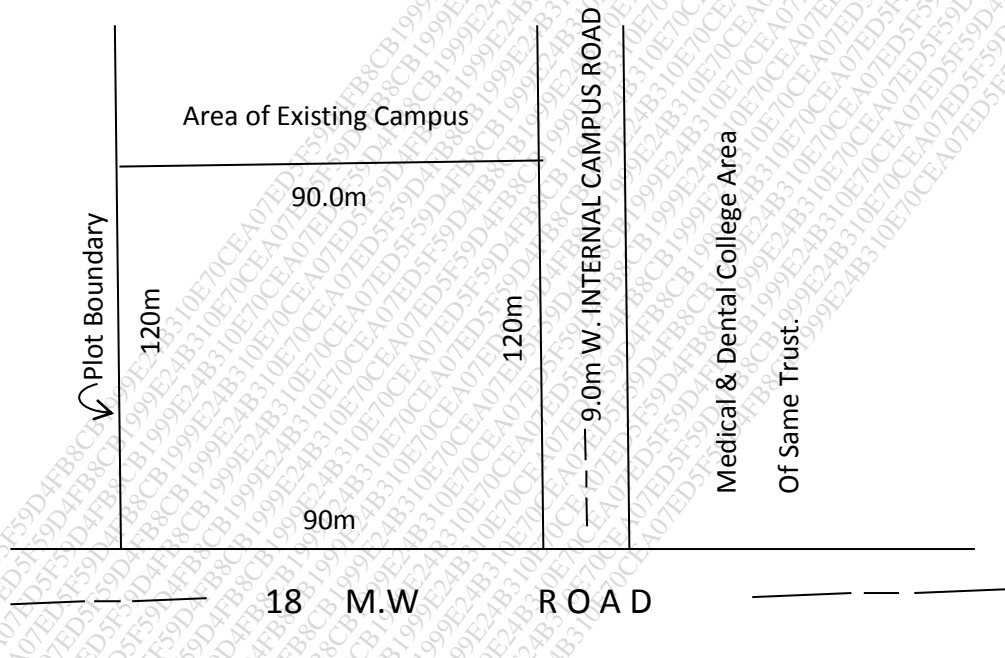 Area of Existing Campus
90.0m
Plot Boundary
120m
120m
9.0m W. INTERNAL CAMPUS ROAD
Medical & Dental College Area
Of Same Trust.
90m
18 M.W ROAD